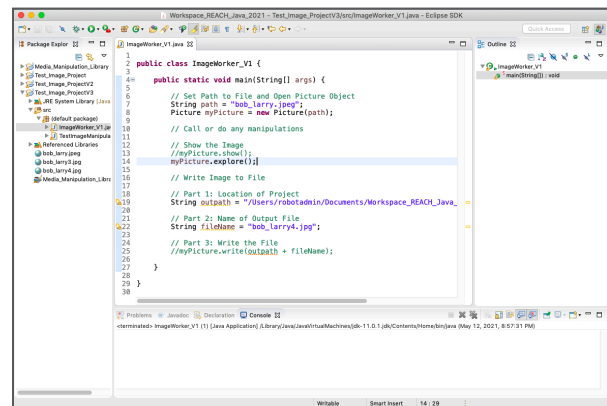 Workspace_REACH_Java_2021 - Test_Image_ProjectV3/src/ImageWorker_V1.java - Eclipse SDK
Quick Access
Package Explor
Media_Manipulation_Library
Test_Image_Project
Test_Image_ProjectV2
Test_Image_ProjectV3
JRE System Library [Java
src
(default package)
ImageWorker_V1.jav
TestImageManipula
Referenced Libraries
bob_larry.jpeg
bob_larry3.jpg
bob_larry4.jpg
Media_Manipulation_Libra
ImageWorker_V1.java
1
2 public class ImageWorker_V1 {
3
4 public static void main(String[] args) {
5
6 // Set Path to File and Open Picture Object
7 String path = "bob_larry.jpeg";
8 Picture myPicture = new Picture(path);
9
10 // Call or do any manipulations
11
12 // Show the Image
13 //myPicture.show();
14 myPicture.explore();
15
16 // Write Image to File
17
18 // Part 1: Location of Project
19 String outpath = "/Users/robotadmin/Documents/Workspace_REACH_Java_
20
21 // Part 2: Name of Output File
22 String fileName = "bob_larry4.jpg";
23
24 // Part 3: Write the File
25 //myPicture.write(outpath + fileName);
26
27 }
28
29 }
30
Outline
ImageWorker_V1
main(String[]) : void
Problems @ Javadoc Declaration Console
<terminated> ImageWorker_V1 (1) [Java Application] /Library/Java/JavaVirtualMachines/jdk-11.0.1.jdk/Contents/Home/bin/java (May 12, 2021, 8:57:31 PM)
Writable Smart Insert 14 : 29